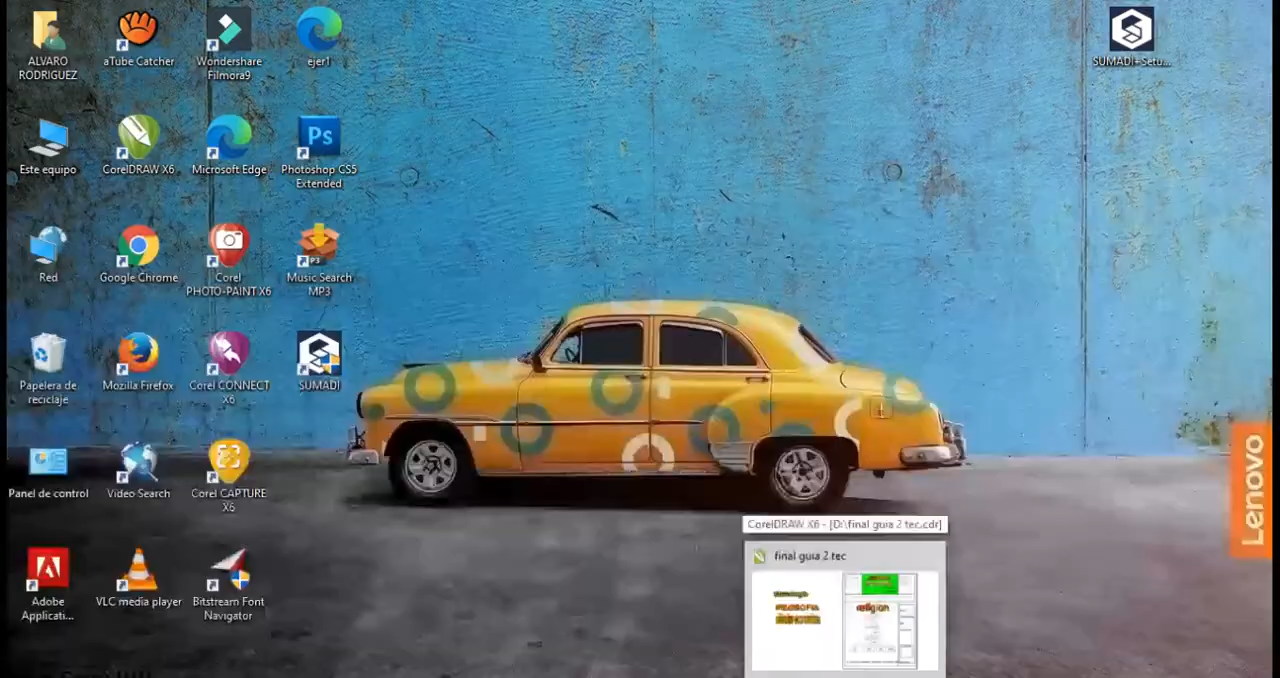 ALVARO
RODRIGUEZ
aTube Catcher
Wondershare
Filmora9
ejer1
SUMADI+Setu...
Este equipo
CorelDRAW X6
Microsoft Edge
Ps
Photoshop CS5
Extended
Red
Google Chrome
Corel
PHOTO-PAINT X6
P3
Music Search
MP3
Papelera de
reciclaje
Mozilla Firefox
Corel CONNECT
X6
SUMADI
Panel de control
Video Search
Corel CAPTURE
X6
Adobe
Applicati...
VLC media player
Bitstream Font
Navigator
Lenovo
CorelDRAW X6 - [D:\final guia 2 tec.cdr]
final guia 2 tec
religion